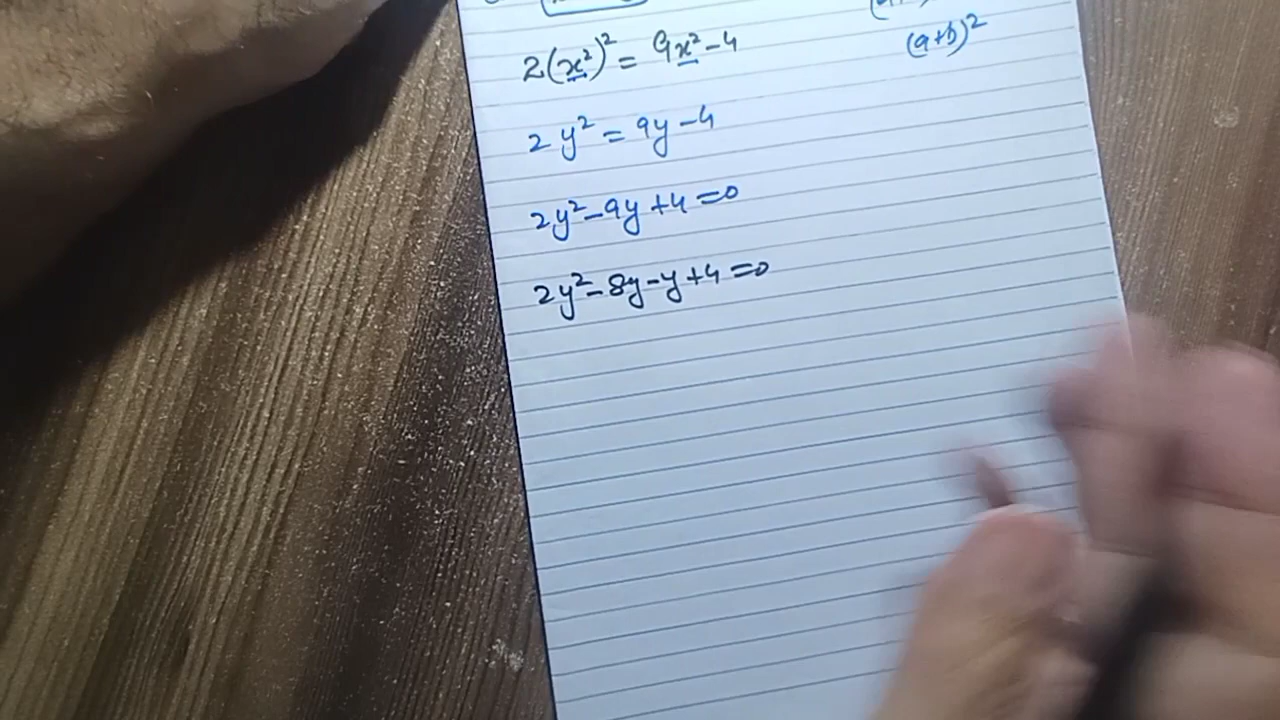 2(x²)² = 9x²-4
(a+b)²
2y² = 9y-4
2y²-9y+4=0
2y²-8y-y+4=0